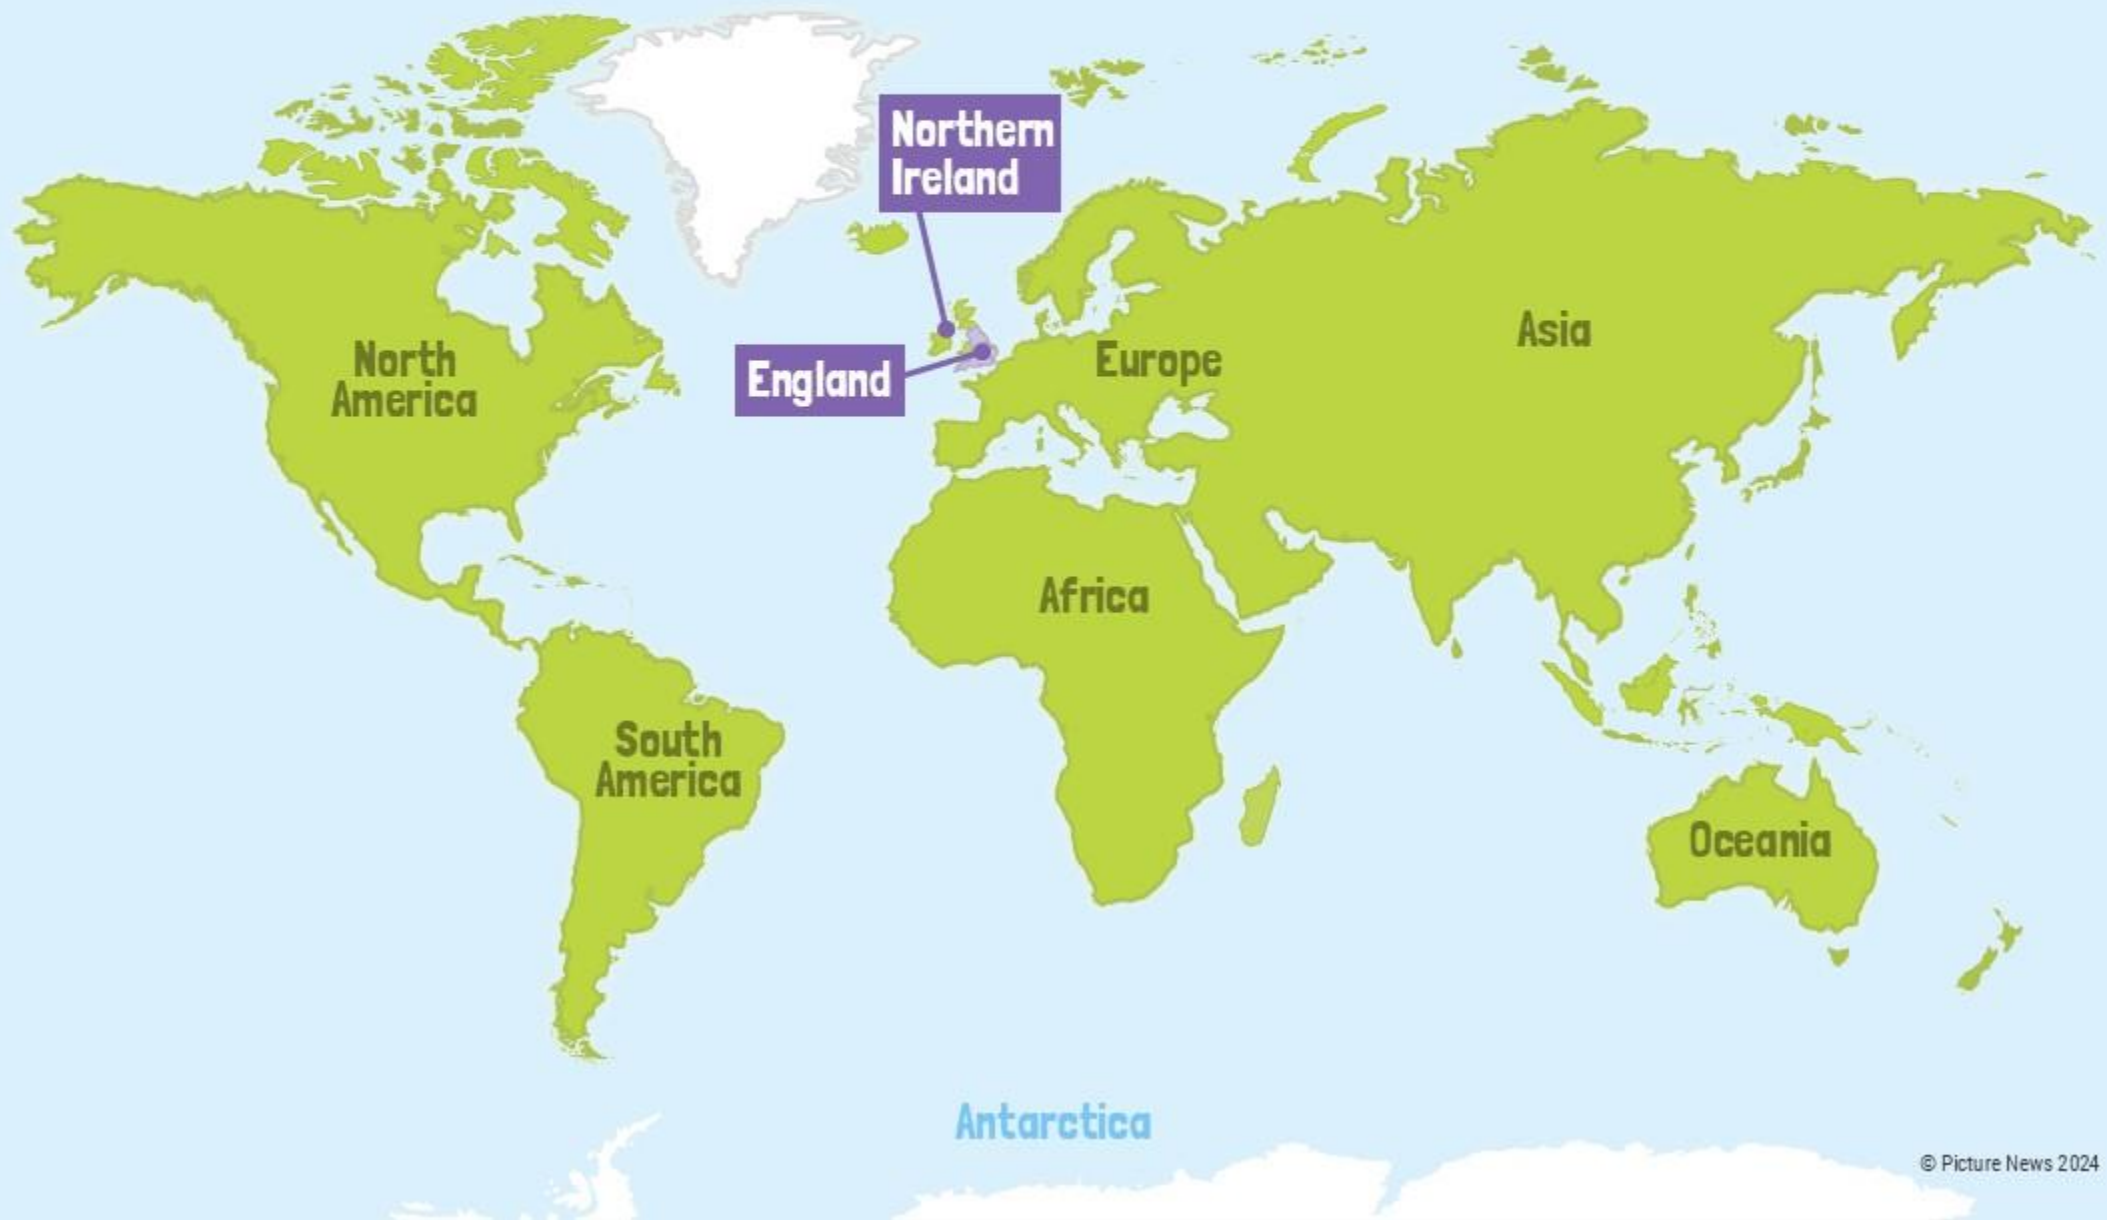 Northern
Ireland
England
North
America
Europe
Asia
Africa
South
America
Oceania
Antarctica
© Picture News 2024